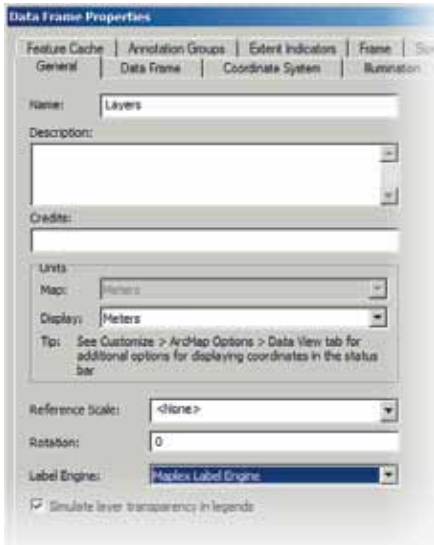 Data Frame Properties
Feature Cache Annotation Groups Extent Indicators Frame
General Data Frame Coordinate System Illumination
Name: Layers
Description:
Credits:
Units
Map: Meters
Display: Meters
Tip: See Customize > ArcMap Options > Data View tab for
additional options for displaying coordinates in the status
bar
Reference Scale: <None>
Rotation: 0
Label Engine: Maplex Label Engine
Simulate layer transparency in legends